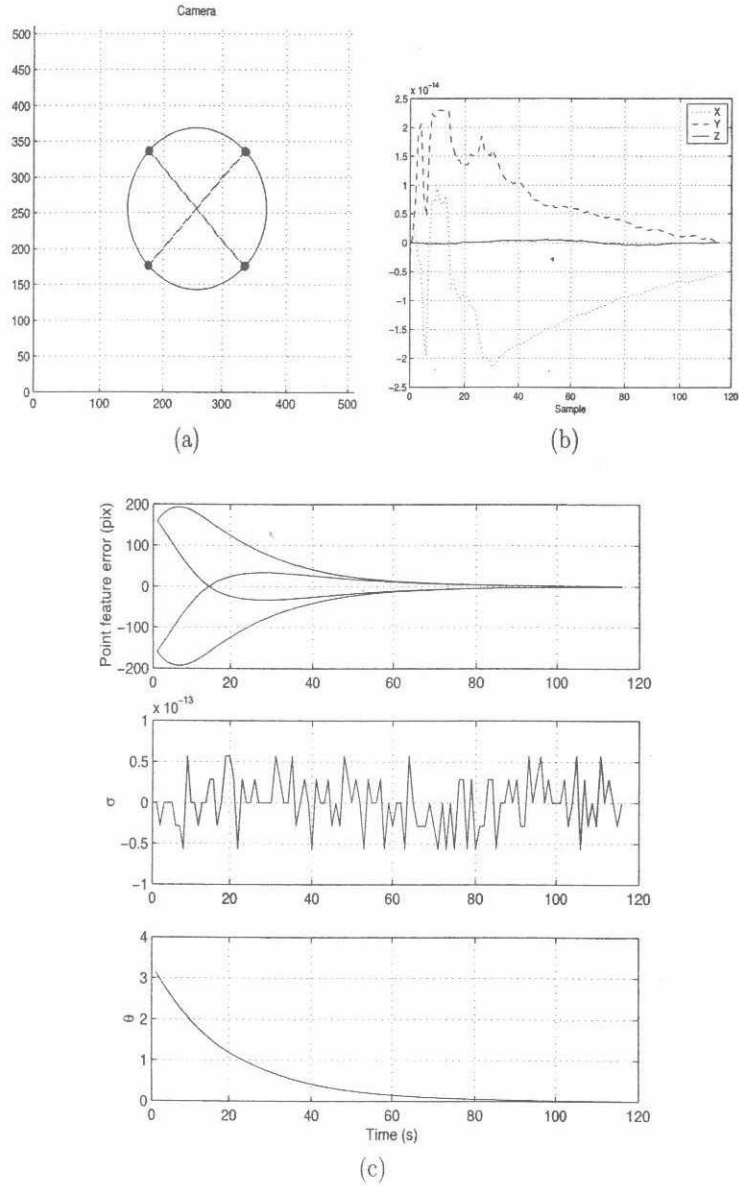 Camera
500
450
400
350
300
250
200
150
100
50
0
0 100 200 300 400 500
(a)
x 10⁻¹⁴
2.5
2
1.5
1
0.5
0
−0.5
−1
−1.5
−2
−2.5
0 20 40 60 80 100 120
Sample
X
Y
Z
(b)
Point feature error (pix)
200
100
0
−100
−200
0 20 40 60 80 100 120
x 10⁻¹³
σ
1
0.5
0
−0.5
−1
0 20 40 60 80 100 120
θ
4
3
2
1
0
0 20 40 60 80 100 120
Time (s)
(c)